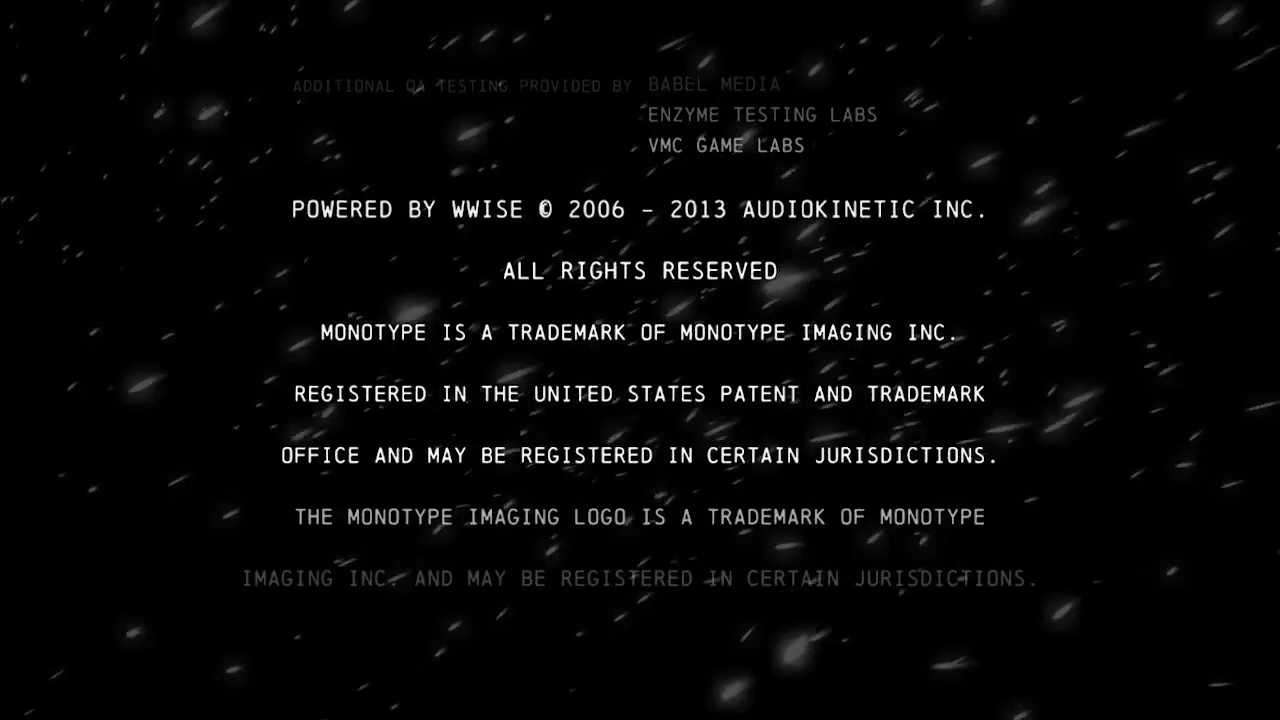 ADDITIONAL QA TESTING PROVIDED BY BABEL MEDIA
ENZYME TESTING LABS
VMC GAME LABS
POWERED BY WWISE © 2006 – 2013 AUDIOKINETIC INC.
ALL RIGHTS RESERVED
MONOTYPE IS A TRADEMARK OF MONOTYPE IMAGING INC.
REGISTERED IN THE UNITED STATES PATENT AND TRADEMARK
OFFICE AND MAY BE REGISTERED IN CERTAIN JURISDICTIONS.
THE MONOTYPE IMAGING LOGO IS A TRADEMARK OF MONOTYPE
IMAGING INC. AND MAY BE REGISTERED IN CERTAIN JURISDICTIONS.